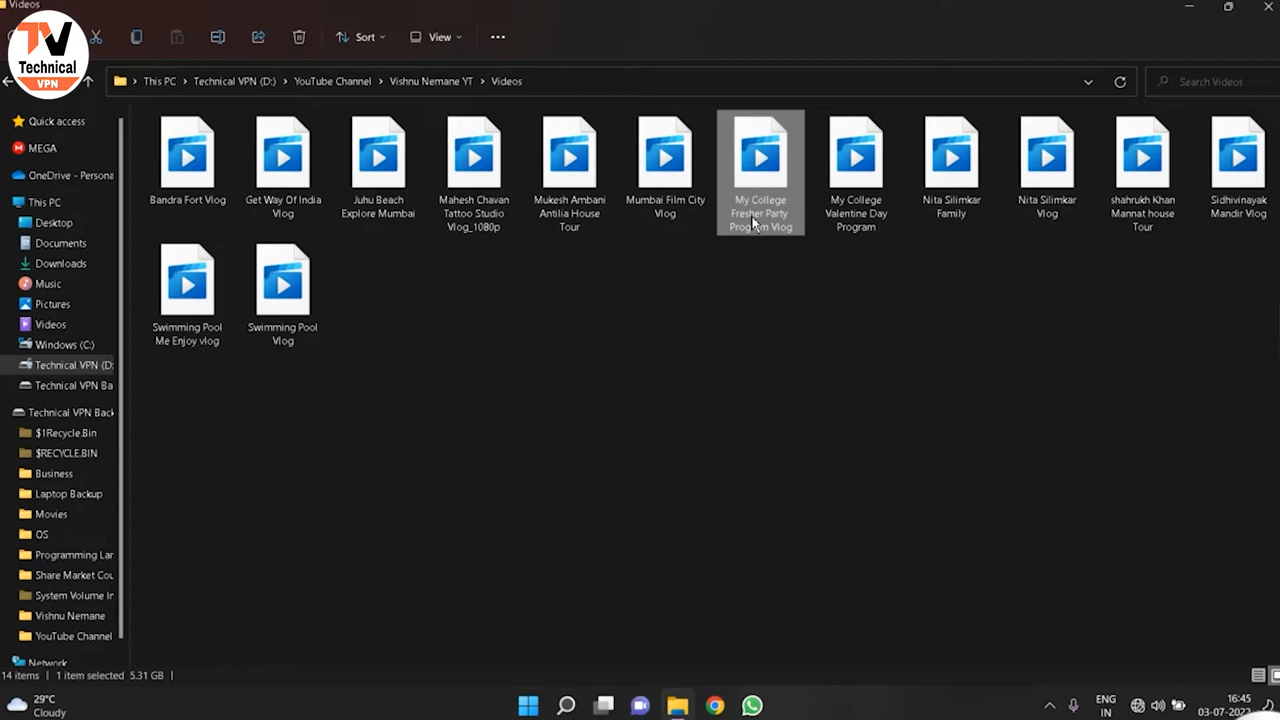 Videos
TV
Technical
VPN
Sort
View
This PC
Technical VPN (D:)
YouTube Channel
Vishnu Nemane YT
Videos
Search Videos
Quick access
MEGA
OneDrive - Persona
This PC
Desktop
Documents
Downloads
Music
Pictures
Videos
Windows (C:)
Technical VPN (D:
Technical VPN Ba
Technical VPN Back
$1Recycle.Bin
$RECYCLE.BIN
Business
Laptop Backup
Movies
OS
Programming Lar
Share Market Cou
System Volume In
Vishnu Nemane
YouTube Channel
Network
Bandra Fort Vlog
Get Way Of India
Vlog
Juhu Beach
Explore Mumbai
Mahesh Chavan
Tattoo Studio
Vlog_1080p
Mukesh Ambani
Antilia House
Tour
Mumbai Film City
Vlog
My College
Fresher Party
Program Vlog
My College
Valentine Day
Program
Nita Silimkar
Family
Nita Silimkar
Vlog
shahrukh Khan
Mannat house
Tour
Sidhivinayak
Mandir Vlog
Swimming Pool
Me Enjoy vlog
Swimming Pool
Vlog
14 items
1 item selected 5.31 GB
29°C
Cloudy
ENG
IN
16:45
03-07-2022